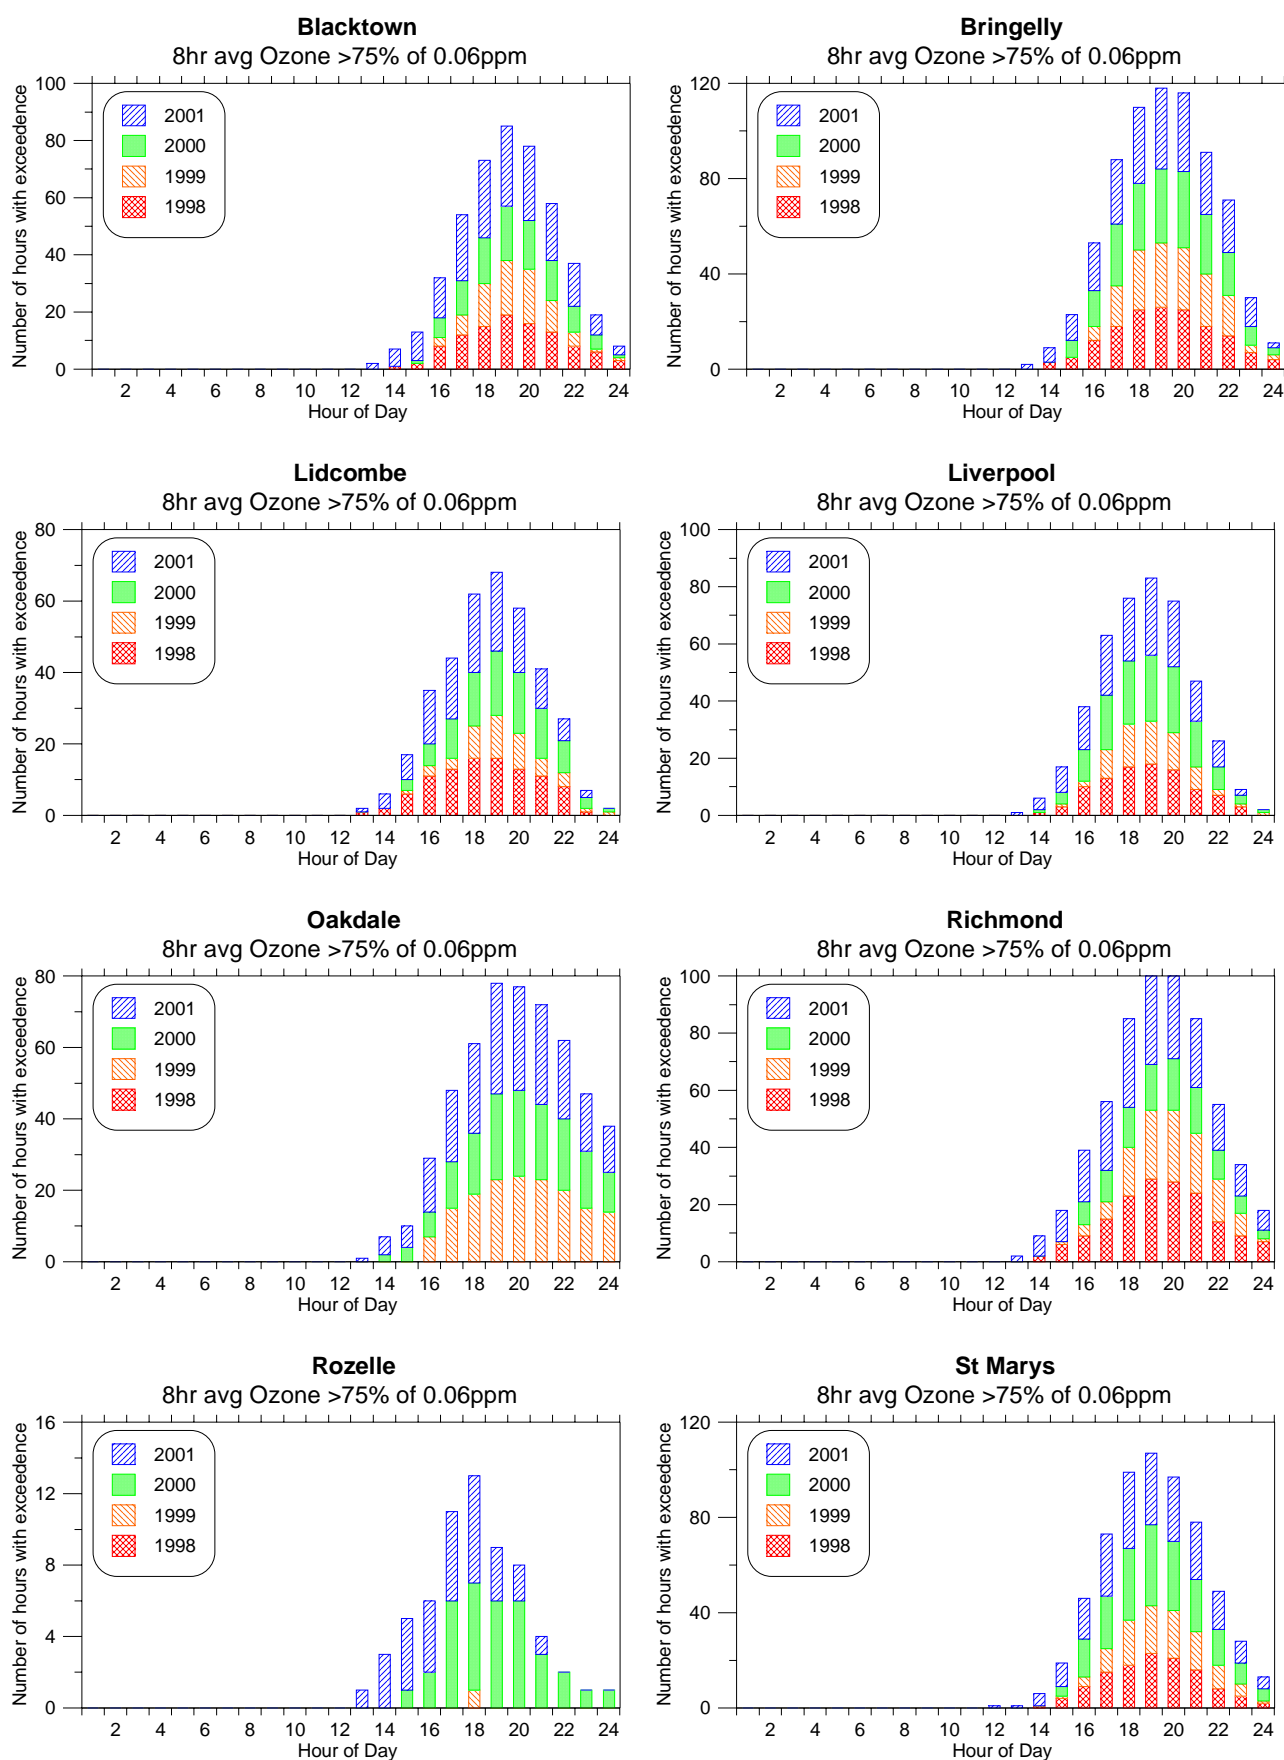 Blacktown
8hr avg Ozone >75% of 0.06ppm
Number of hours with exceedence
100
80
60
40
20
0
2001
2000
1999
1998
2 4 6 8 10 12 14 16 18 20 22 24
Hour of Day
Bringelly
8hr avg Ozone >75% of 0.06ppm
Number of hours with exceedence
120
80
40
0
2001
2000
1999
1998
2 4 6 8 10 12 14 16 18 20 22 24
Hour of Day
Lidcombe
8hr avg Ozone >75% of 0.06ppm
Number of hours with exceedence
80
60
40
20
0
2001
2000
1999
1998
2 4 6 8 10 12 14 16 18 20 22 24
Hour of Day
Liverpool
8hr avg Ozone >75% of 0.06ppm
Number of hours with exceedence
100
80
60
40
20
0
2001
2000
1999
1998
2 4 6 8 10 12 14 16 18 20 22 24
Hour of Day
Oakdale
8hr avg Ozone >75% of 0.06ppm
Number of hours with exceedence
80
60
40
20
0
2001
2000
1999
1998
2 4 6 8 10 12 14 16 18 20 22 24
Hour of Day
Richmond
8hr avg Ozone >75% of 0.06ppm
Number of hours with exceedence
100
80
60
40
20
0
2001
2000
1999
1998
2 4 6 8 10 12 14 16 18 20 22 24
Hour of Day
Rozelle
8hr avg Ozone >75% of 0.06ppm
Number of hours with exceedence
16
12
8
4
0
2001
2000
1999
1998
2 4 6 8 10 12 14 16 18 20 22 24
Hour of Day
St Marys
8hr avg Ozone >75% of 0.06ppm
Number of hours with exceedence
120
80
40
0
2001
2000
1999
1998
2 4 6 8 10 12 14 16 18 20 22 24
Hour of Day